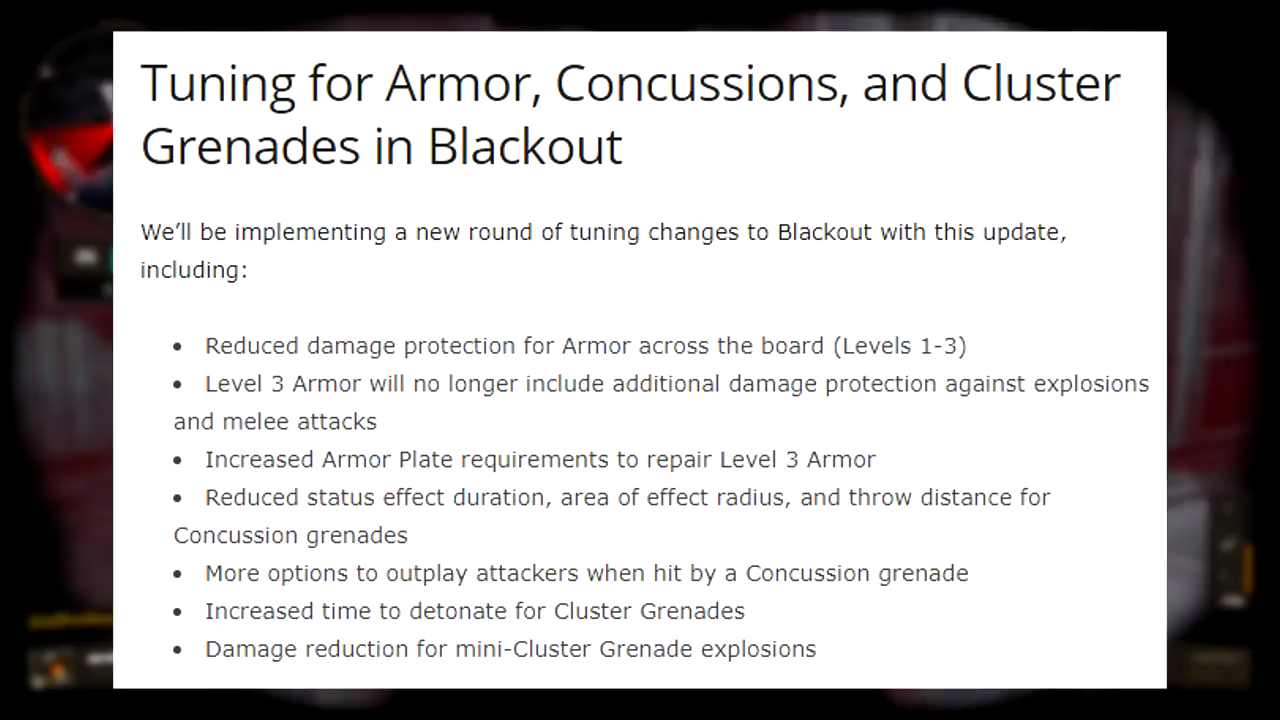 Tuning for Armor, Concussions, and Cluster
Grenades in Blackout
We’ll be implementing a new round of tuning changes to Blackout with this update,
including:
• Reduced damage protection for Armor across the board (Levels 1-3)
• Level 3 Armor will no longer include additional damage protection against explosions
and melee attacks
• Increased Armor Plate requirements to repair Level 3 Armor
• Reduced status effect duration, area of effect radius, and throw distance for
Concussion grenades
• More options to outplay attackers when hit by a Concussion grenade
• Increased time to detonate for Cluster Grenades
• Damage reduction for mini-Cluster Grenade explosions